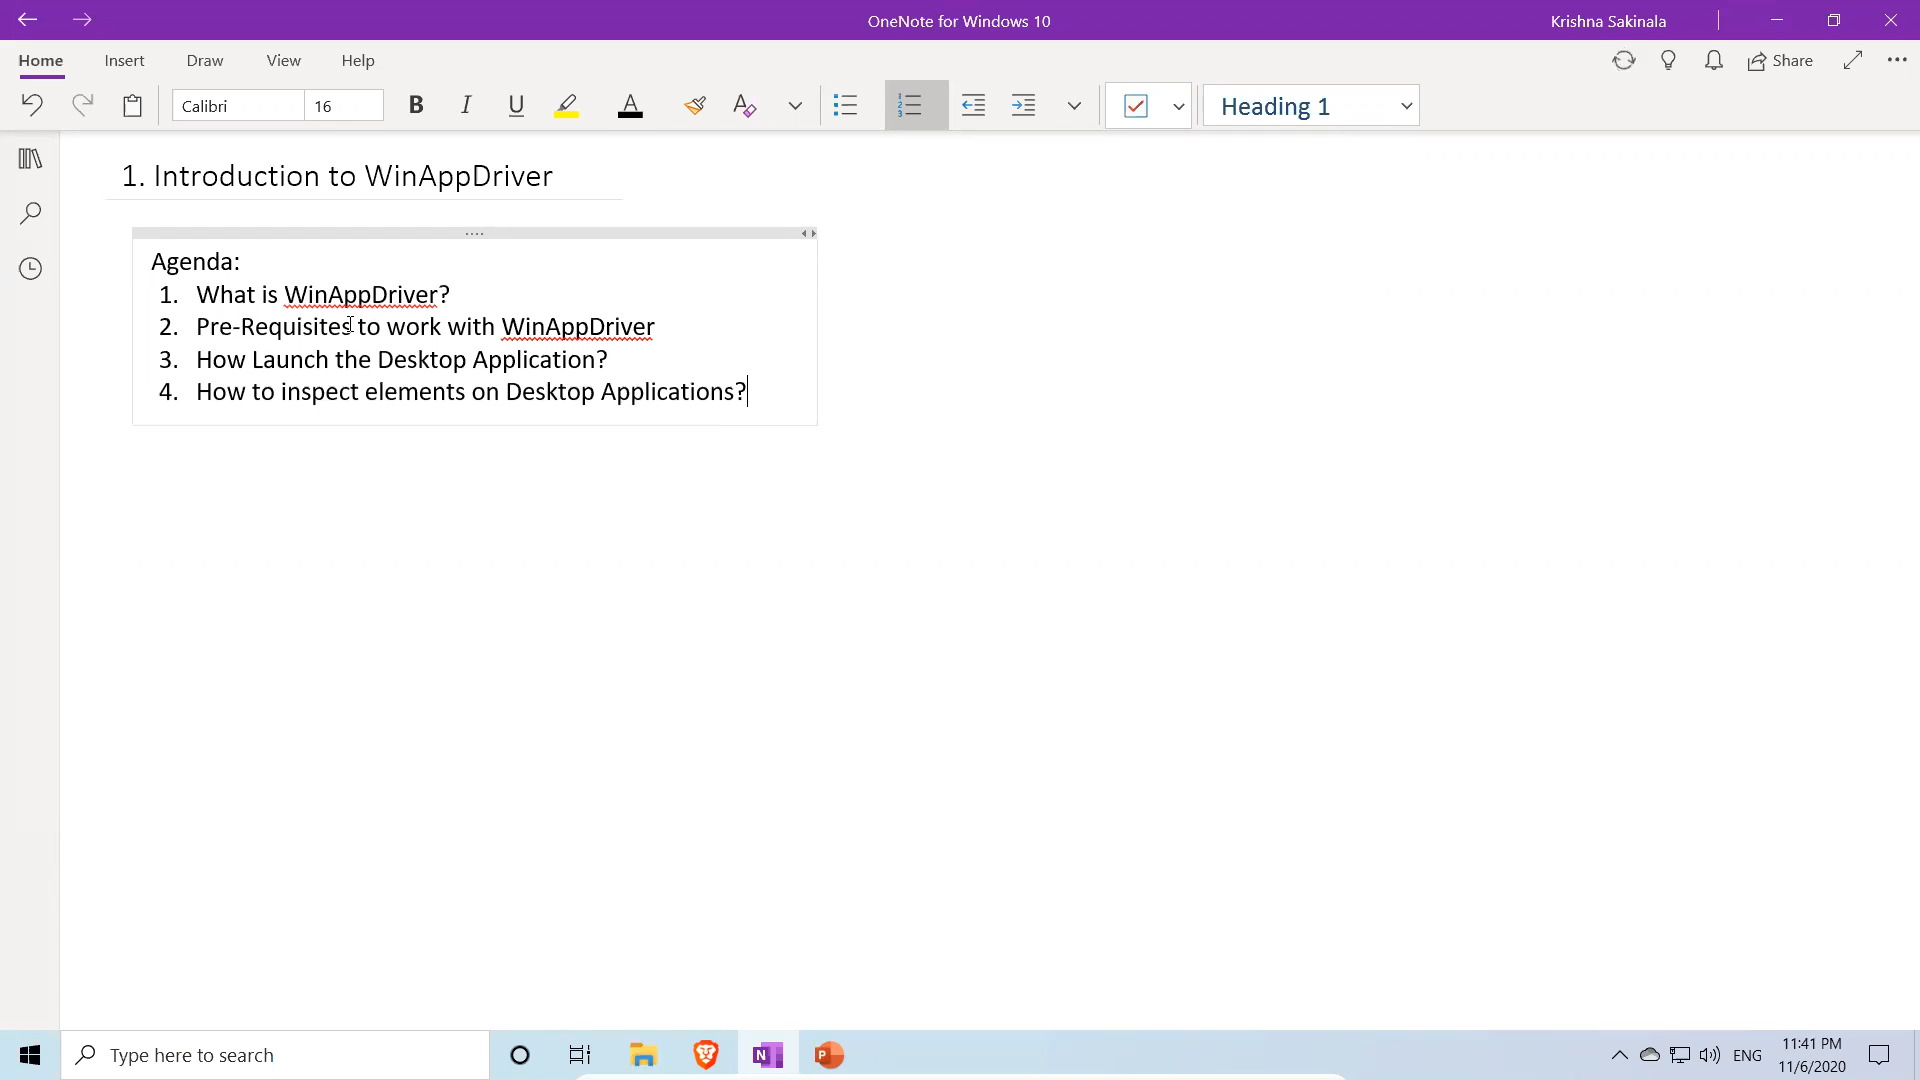 OneNote for Windows 10
Krishna Sakinala
Home Insert Draw View Help
Share
Calibri 16 B I U A A Heading 1
1. Introduction to WinAppDriver
Agenda:
1. What is WinAppDriver?
2. Pre-Requisites to work with WinAppDriver
3. How Launch the Desktop Application?
4. How to inspect elements on Desktop Applications?
Type here to search
N
P
ENG
11:41 PM
11/6/2020